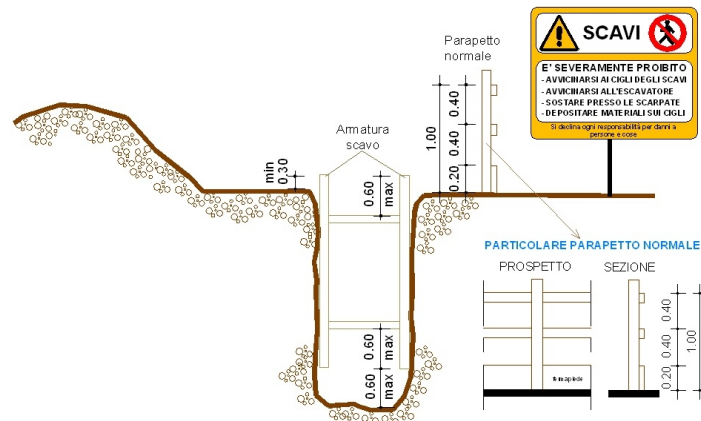 SCAVI
E' SEVERAMENTE PROIBITO
- AVVICINARSI AI CIGLI DEGLI SCAVI
- AVVICINARSI ALL'ESCAVATORE
- SOSTARE PRESSO LE SCARPATE
- DEPOSITARE MATERIALI SUI CIGLI
Si declina ogni responsabilità per danni a
persone e cose
Parapetto
normale
Armatura
scavo
min
0.30
0.60
max
1.00
0.40
0.40
0.20
0.60
max
0.60
max
PARTICOLARE PARAPETTO NORMALE
PROSPETTO
SEZIONE
fermapiede
0.40
0.40
0.20
1.00